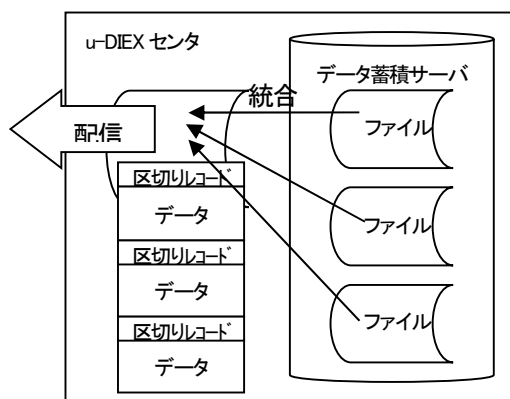 u-DIEX センタ
データ蓄積サーバ
統合
配信
ファイル
ファイル
ファイル
区切りレコード
データ
区切りレコード
データ
区切りレコード
データ